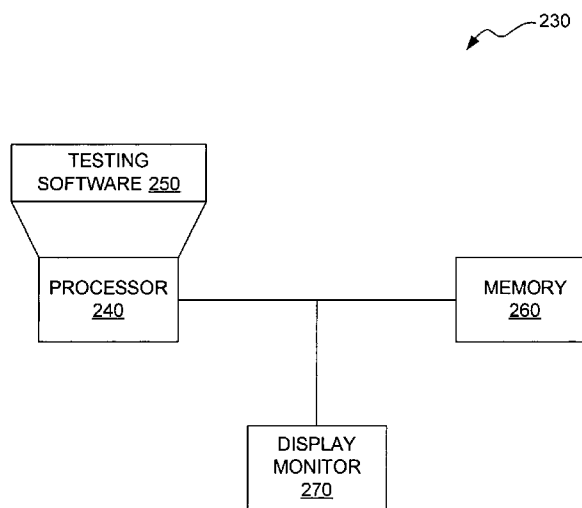 230
TESTING
SOFTWARE 250
PROCESSOR
240
MEMORY
260
DISPLAY
MONITOR
270